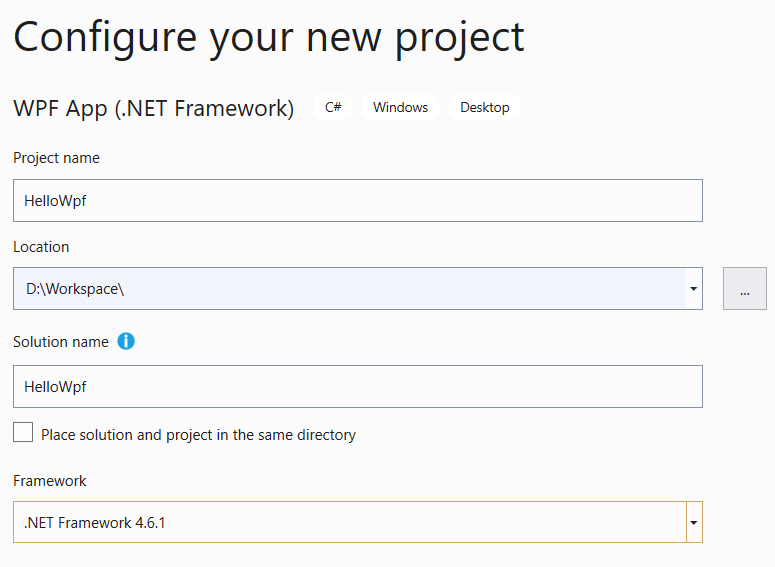 Configure your new project
WPF App (.NET Framework) C# Windows Desktop
Project name
HelloWpf
Location
D:\Workspace\
...
Solution name
HelloWpf
Place solution and project in the same directory
Framework
.NET Framework 4.6.1